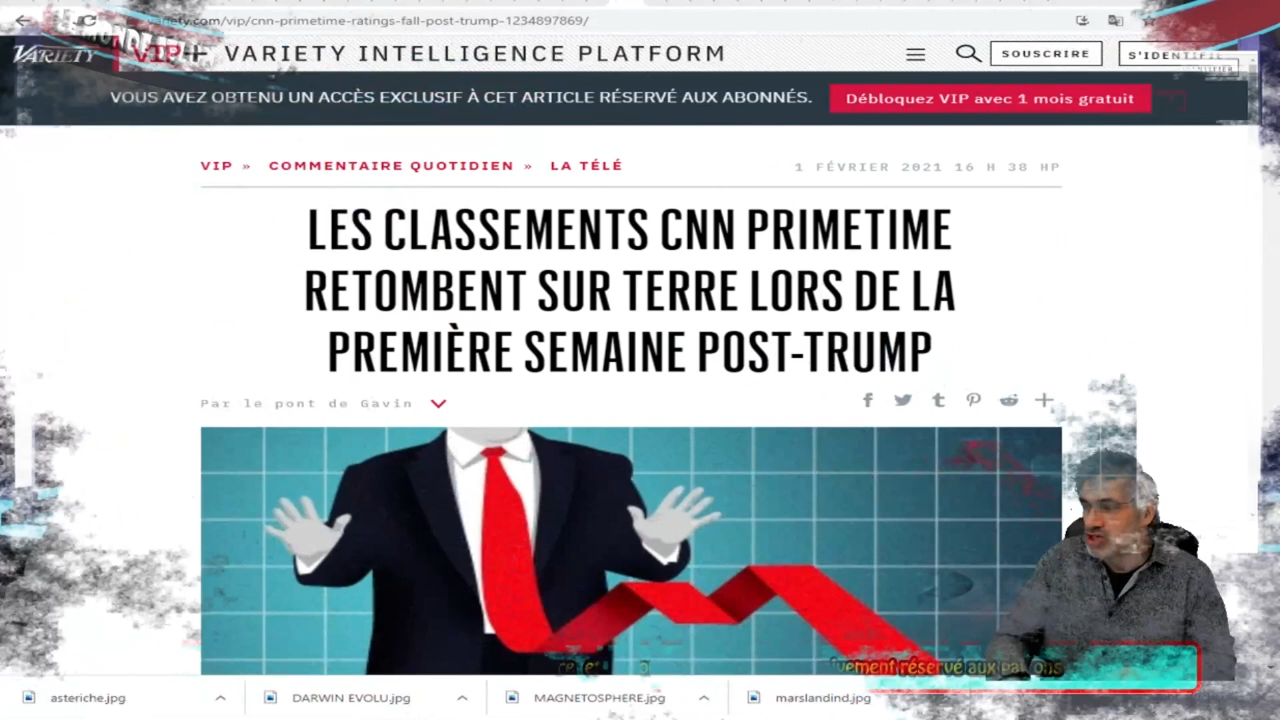 variety.com/vip/cnn-primetime-ratings-fall-post-trump-1234897869/
VARIETY VIP+ VARIETY INTELLIGENCE PLATFORM SOUSCRIRE S'IDENTIFIER
VOUS AVEZ OBTENU UN ACCÈS EXCLUSIF À CET ARTICLE RÉSERVÉ AUX ABONNÉS. Débloquez VIP avec 1 mois gratuit
VIP » COMMENTAIRE QUOTIDIEN » LA TÉLÉ 1 FÉVRIER 2021 16 H 38 HP
LES CLASSEMENTS CNN PRIMETIME
RETOMBENT SUR TERRE LORS DE LA
PREMIÈRE SEMAINE POST-TRUMP
Par le pont de Gavin
réservé aux
asteriche.jpg DARWIN EVOLU.jpg MAGNETOSPHERE.jpg marslandind.jpg